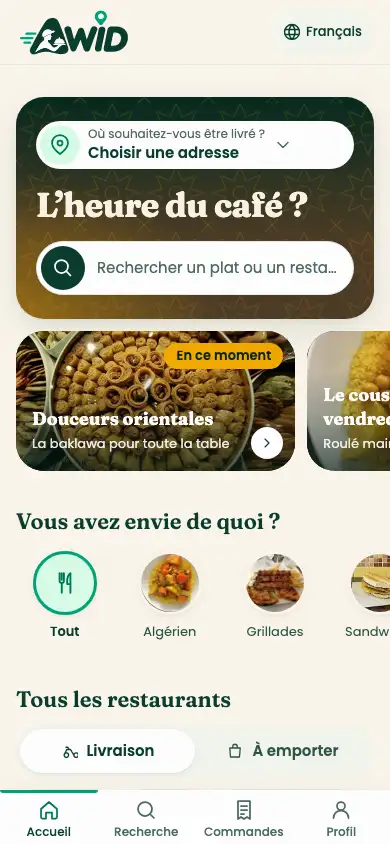 AWID
Français
Où souhaitez-vous être livré ?
Choisir une adresse
L’heure du café ?
Rechercher un plat ou un resta…
En ce moment
Douceurs orientales
La baklawa pour toute la table
Le cous
vendred
Roulé mai
Vous avez envie de quoi ?
Tout
Algérien
Grillades
Sandw
Tous les restaurants
Livraison
À emporter
Accueil
Recherche
Commandes
Profil